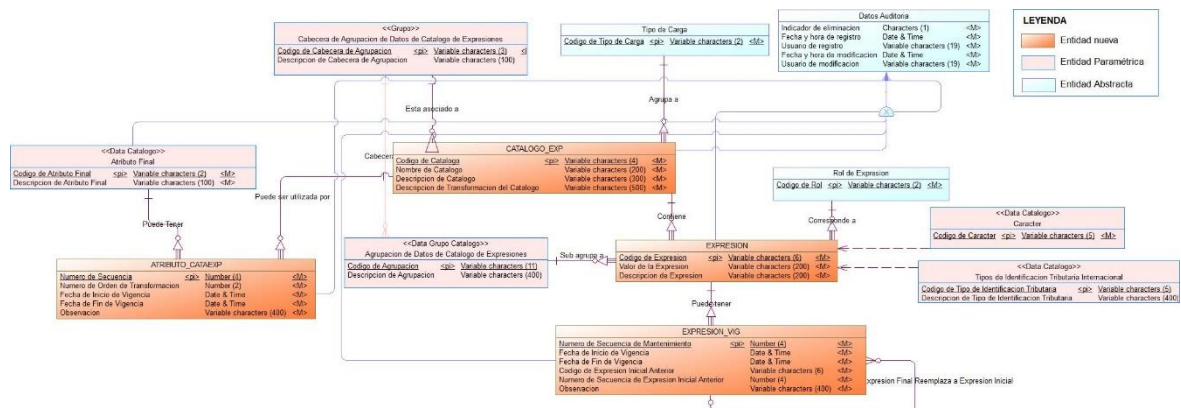 <<Grupo>>
Cabecera de Agrupacion de Datos de Catalogo de Expresiones
Codigo de Cabecera de Agrupacion <pi> Variable characters (3)
Descripcion de Cabecera de Agrupacion Variable characters (100)
Tipo de Carga
Codigo de Tipo de Carga <pi> Variable characters (2) <M>
Datos Auditoria
Indicador de eliminacion Characters (1) <M>
Fecha y hora de registro Date & Time <M>
Usuario de registro Variable characters (19) <M>
Fecha y hora de modificacion Date & Time <M>
Usuario de modificacion Variable characters (19) <M>
LEYENDA
Entidad nueva
Entidad Paramétrica
Entidad Abstracta
Esta asociado a
Agrupa a
<<Data Catalogo>>
Atributo Final
Codigo de Atributo Final <pi> Variable characters (2) <M>
Descripcion de Atributo Final Variable characters (100) <M>
Cabecera
CATALOGO_EXP
Codigo de Catalogo <pi> Variable characters (4) <M>
Nombre de Catalogo Variable characters (200) <M>
Descripcion de Catalogo Variable characters (300) <M>
Descripcion de Transformacion del Catalogo Variable characters (500) <M>
Rol de Expresion
Codigo de Rol <pi> Variable characters (2) <M>
Puede ser utilizada por
Puede Tener
Contiene
Corresponde a
<<Data Catalogo>>
Caracter
Codigo de Caracter <pi> Variable characters (5) <M>
<<Data Grupo Catalogo>>
Agrupacion de Datos de Catalogo de Expresiones
Codigo de Agrupacion <pi> Variable characters (11)
Descripcion de Agrupacion Variable characters (400)
Sub agrupa a
EXPRESION
Codigo de Expresion <pi> Variable characters (6) <M>
Valor de la Expresion Variable characters (200) <M>
Descripcion de Expresion Variable characters (200) <M>
<<Data Catalogo>>
Tipos de Identificacion Tributaria Internacional
Codigo de Tipo de Identificacion Tributaria <pi> Variable characters (5)
Descripcion de Tipo de Identificacion Tributaria Variable characters (400)
ATRIBUTO_CATAEXP
Numero de Secuencia <pi> Number (4) <M>
Numero de Orden de Transformacion Number (2) <M>
Fecha de Inicio de Vigencia Date & Time <M>
Fecha de Fin de Vigencia Date & Time <M>
Observacion Variable characters (400) <M>
Puede tener
EXPRESION_VIG
Numero de Secuencia de Mantenimiento <pi> Number (4) <M>
Fecha de Inicio de Vigencia Date & Time <M>
Fecha de Fin de Vigencia Date & Time <M>
Codigo de Expresion Inicial Anterior Variable characters (6) <M>
Numero de Secuencia de Expresion Inicial Anterior Number (4) <M>
Observacion Variable characters (400) <M>
Expresion Final Reemplaza a Expresion Inicial